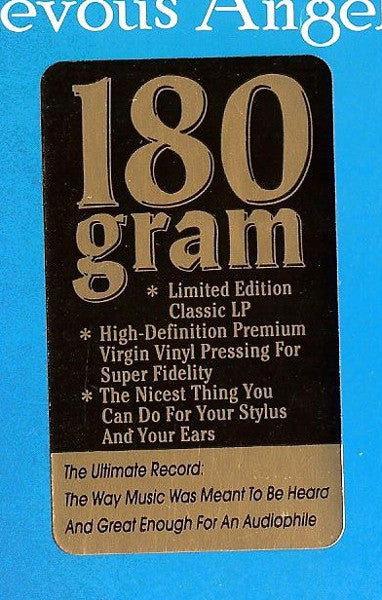 evous Angel
180
gram
* Limited Edition
Classic LP
* High-Definition Premium
Virgin Vinyl Pressing For
Super Fidelity
* The Nicest Thing You
Can Do For Your Stylus
And Your Ears
The Ultimate Record:
The Way Music Was Meant To Be Heard
And Great Enough For An Audiophile